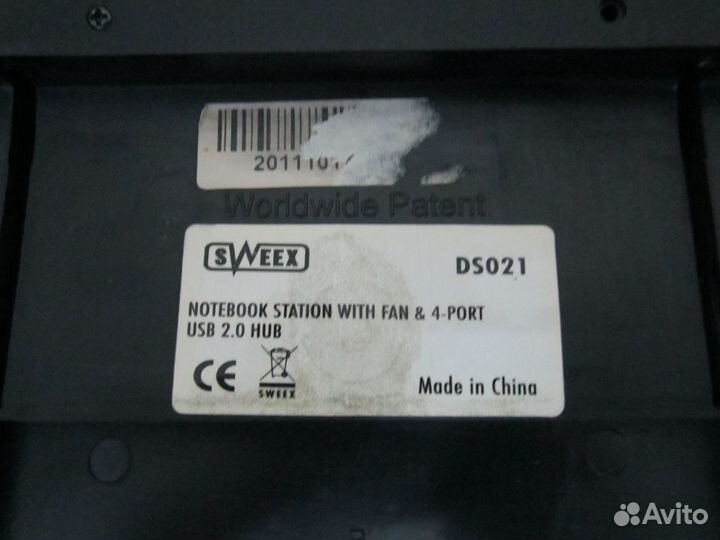 Worldwide Patent
SWEEX
DS021
NOTEBOOK STATION WITH FAN & 4-PORT
USB 2.0 HUB
CE
SWEEX
Made in China
Avito